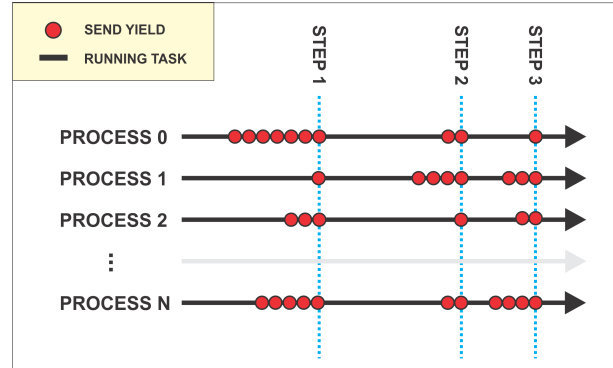 SEND YIELD
RUNNING TASK
STEP 1
STEP 2
STEP 3
PROCESS 0
PROCESS 1
PROCESS 2
...
PROCESS N